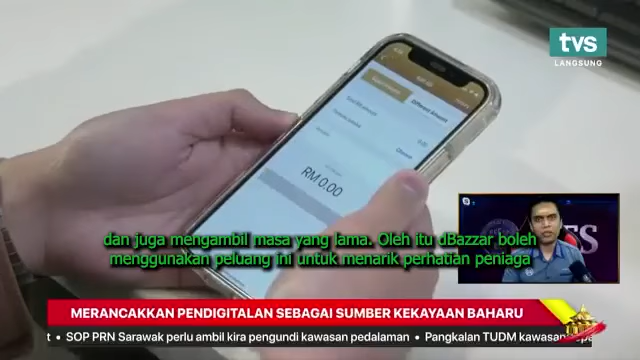 tvs
LANGSUNG
RM 0.00
dan juga mengambil masa yang lama. Oleh itu dBazzar boleh
menggunakan peluang ini untuk menarik perhatian peniaga
MERANCAKKAN PENDIGITALAN SEBAGAI SUMBER KEKAYAAN BAHARU
SOP PRN Sarawak perlu ambil kira pengundi kawasan pedalaman • Pangkalan TUDM kawasan